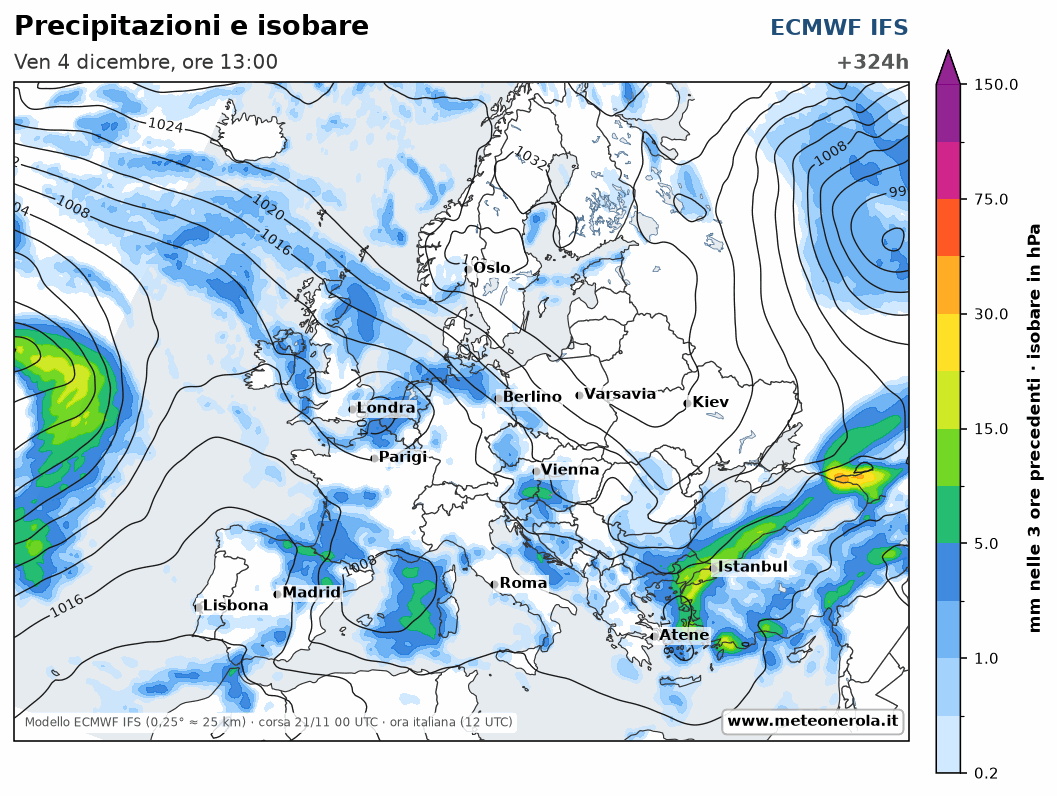 Precipitazioni e isobare
ECMWF IFS
Ven 4 dicembre, ore 13:00
+324h
150.0
1024
1032
1008
1020
1008
1016
99
04
Oslo
75.0
30.0
Londra
Berlino
Varsavia
Kiev
Parigi
Vienna
15.0
mm nelle 3 ore precedenti · isobare in hPa
1008
Istanbul
5.0
Roma
Madrid
1016
Lisbona
Atene
1.0
Modello ECMWF IFS (0,25° ≈ 25 km) · corsa 21/11 00 UTC · ora italiana (12 UTC)
www.meteonerola.it
0.2